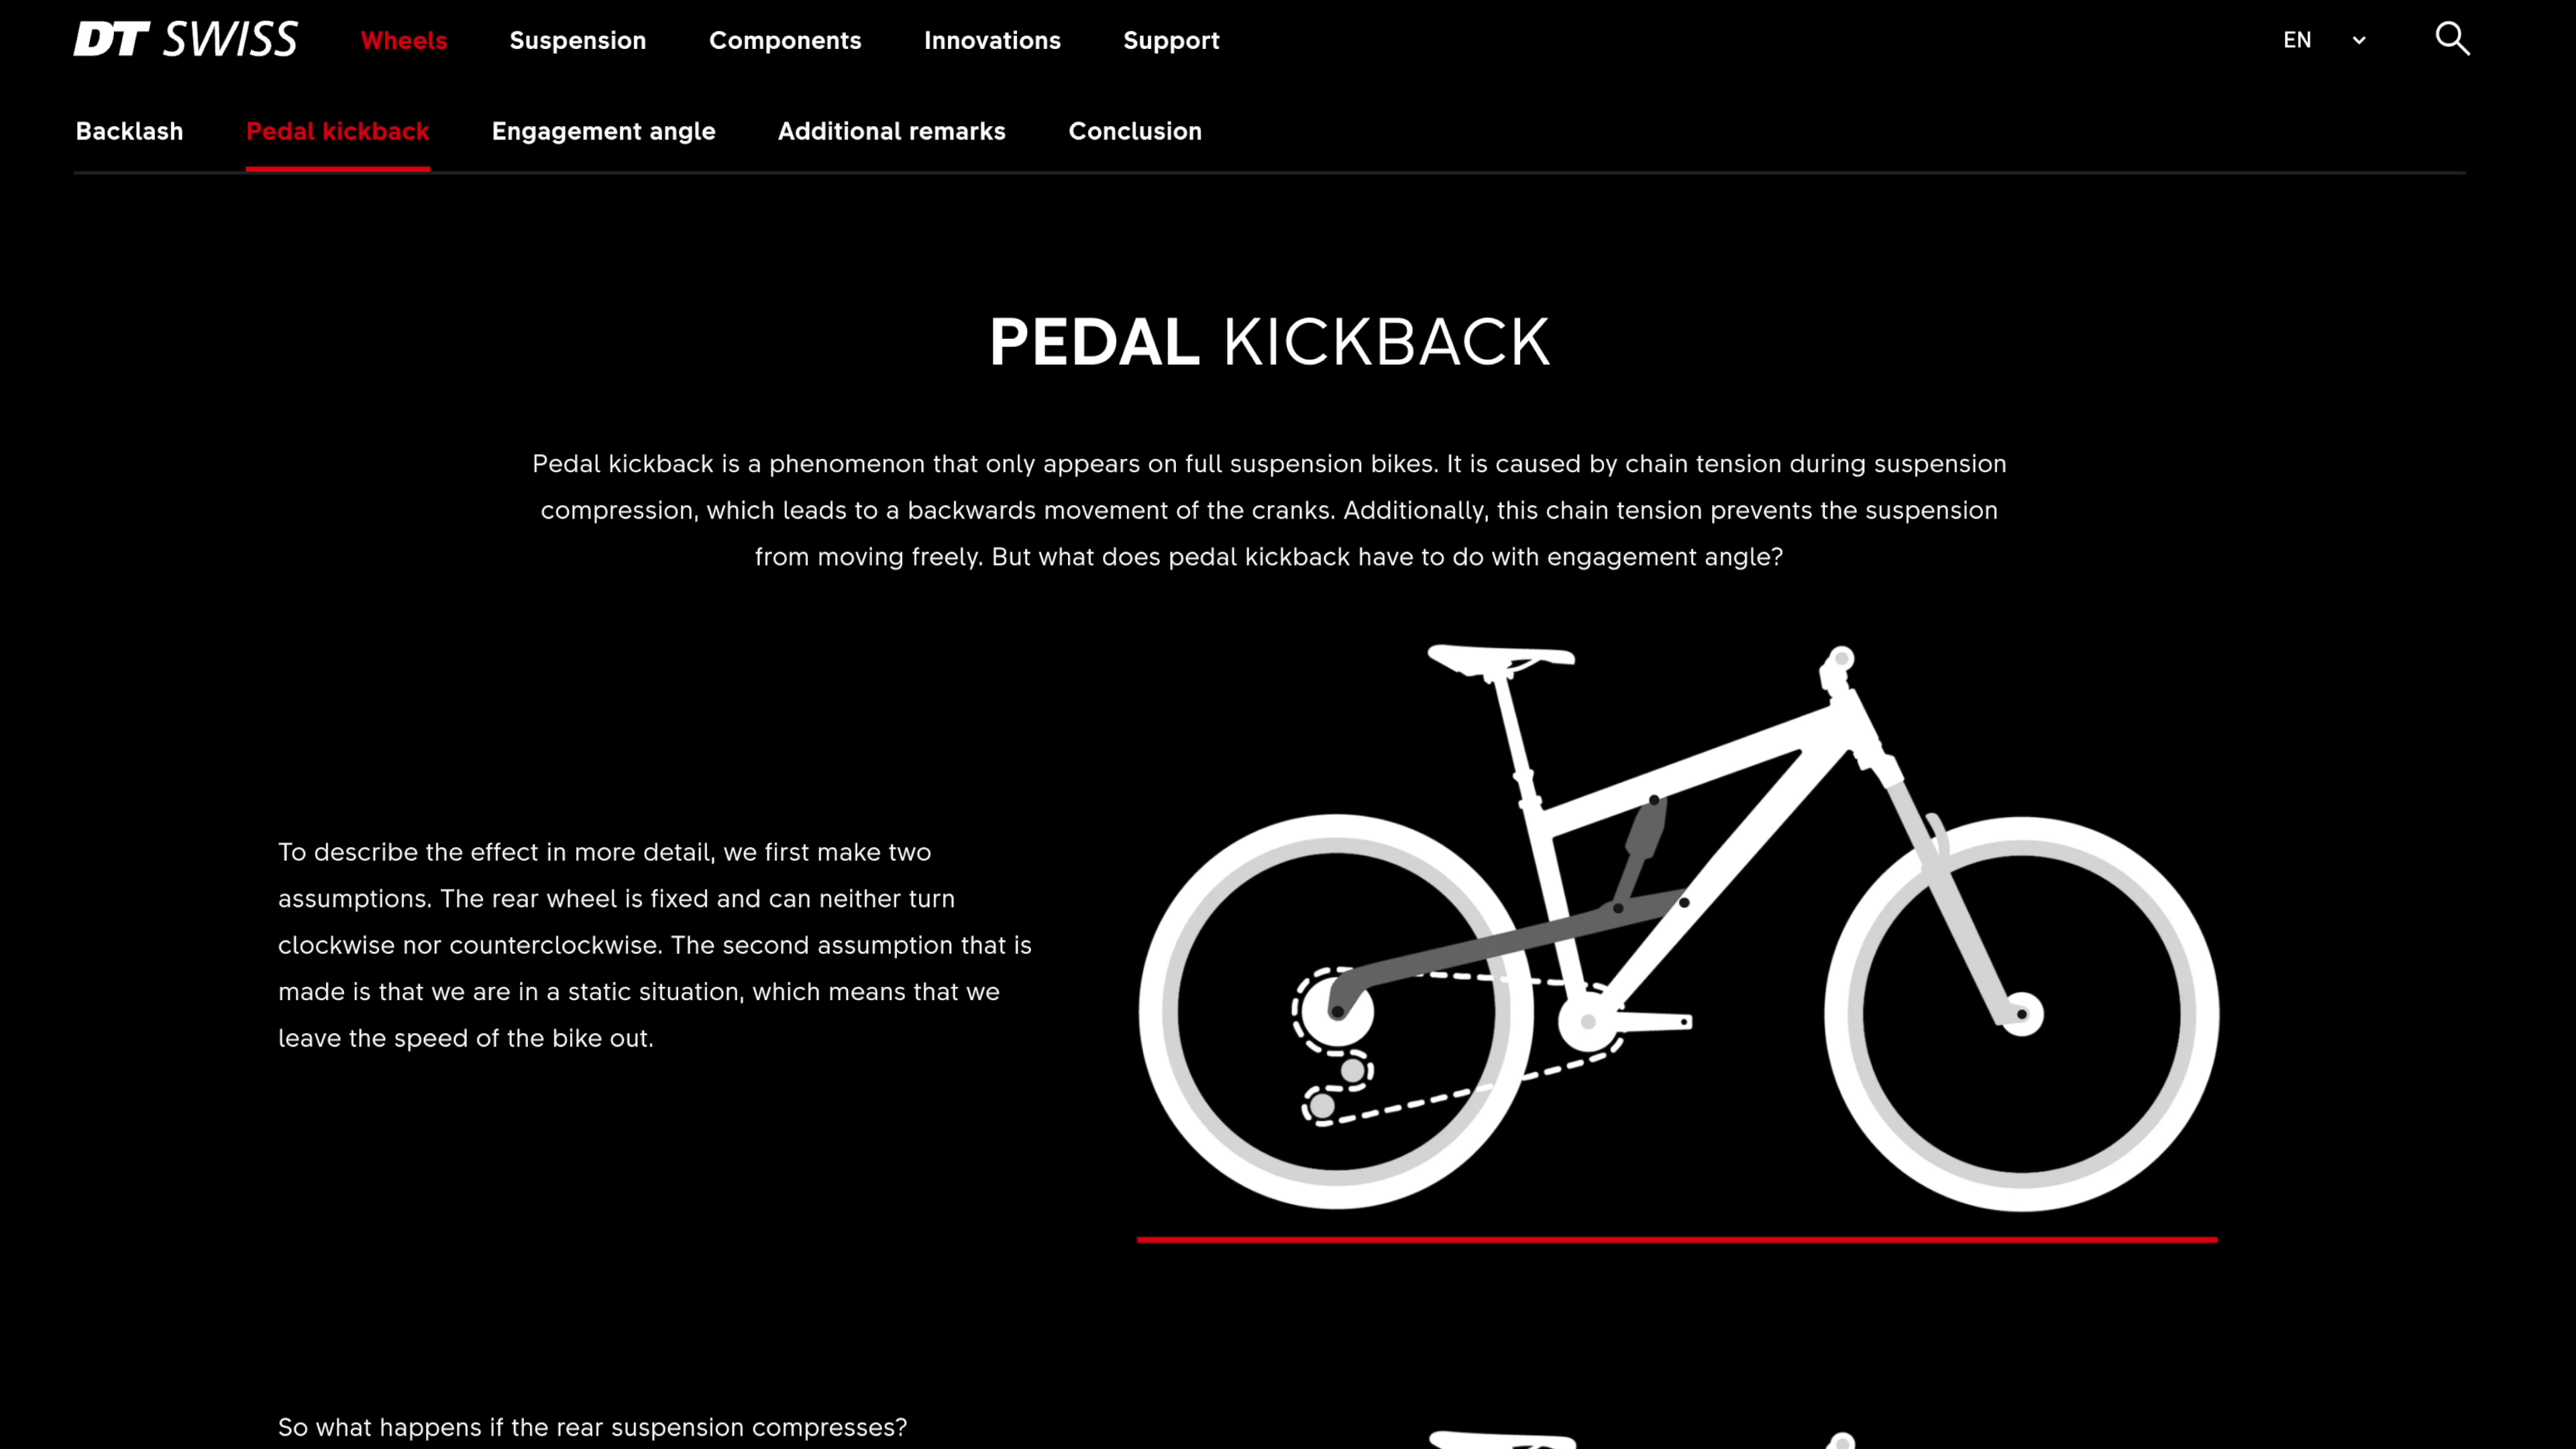 DT SWISS Wheels Suspension Components Innovations Support EN
Backlash Pedal kickback Engagement angle Additional remarks Conclusion
PEDAL KICKBACK
Pedal kickback is a phenomenon that only appears on full suspension bikes. It is caused by chain tension during suspension
compression, which leads to a backwards movement of the cranks. Additionally, this chain tension prevents the suspension
from moving freely. But what does pedal kickback have to do with engagement angle?
To describe the effect in more detail, we first make two
assumptions. The rear wheel is fixed and can neither turn
clockwise nor counterclockwise. The second assumption that is
made is that we are in a static situation, which means that we
leave the speed of the bike out.
So what happens if the rear suspension compresses?